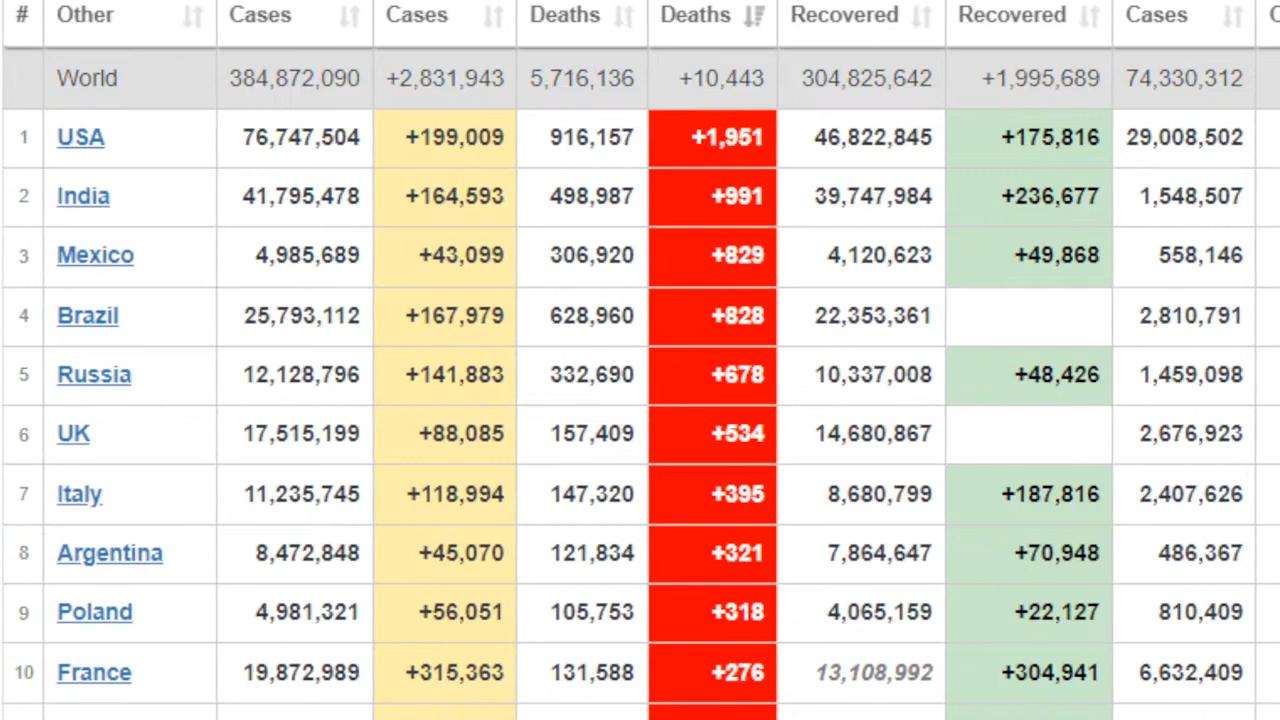 # Other Cases Cases Deaths Deaths Recovered Recovered Cases
World 384,872,090 +2,831,943 5,716,136 +10,443 304,825,642 +1,995,689 74,330,312
1 USA 76,747,504 +199,009 916,157 +1,951 46,822,845 +175,816 29,008,502
2 India 41,795,478 +164,593 498,987 +991 39,747,984 +236,677 1,548,507
3 Mexico 4,985,689 +43,099 306,920 +829 4,120,623 +49,868 558,146
4 Brazil 25,793,112 +167,979 628,960 +828 22,353,361 2,810,791
5 Russia 12,128,796 +141,883 332,690 +678 10,337,008 +48,426 1,459,098
6 UK 17,515,199 +88,085 157,409 +534 14,680,867 2,676,923
7 Italy 11,235,745 +118,994 147,320 +395 8,680,799 +187,816 2,407,626
8 Argentina 8,472,848 +45,070 121,834 +321 7,864,647 +70,948 486,367
9 Poland 4,981,321 +56,051 105,753 +318 4,065,159 +22,127 810,409
10 France 19,872,989 +315,363 131,588 +276 13,108,992 +304,941 6,632,409